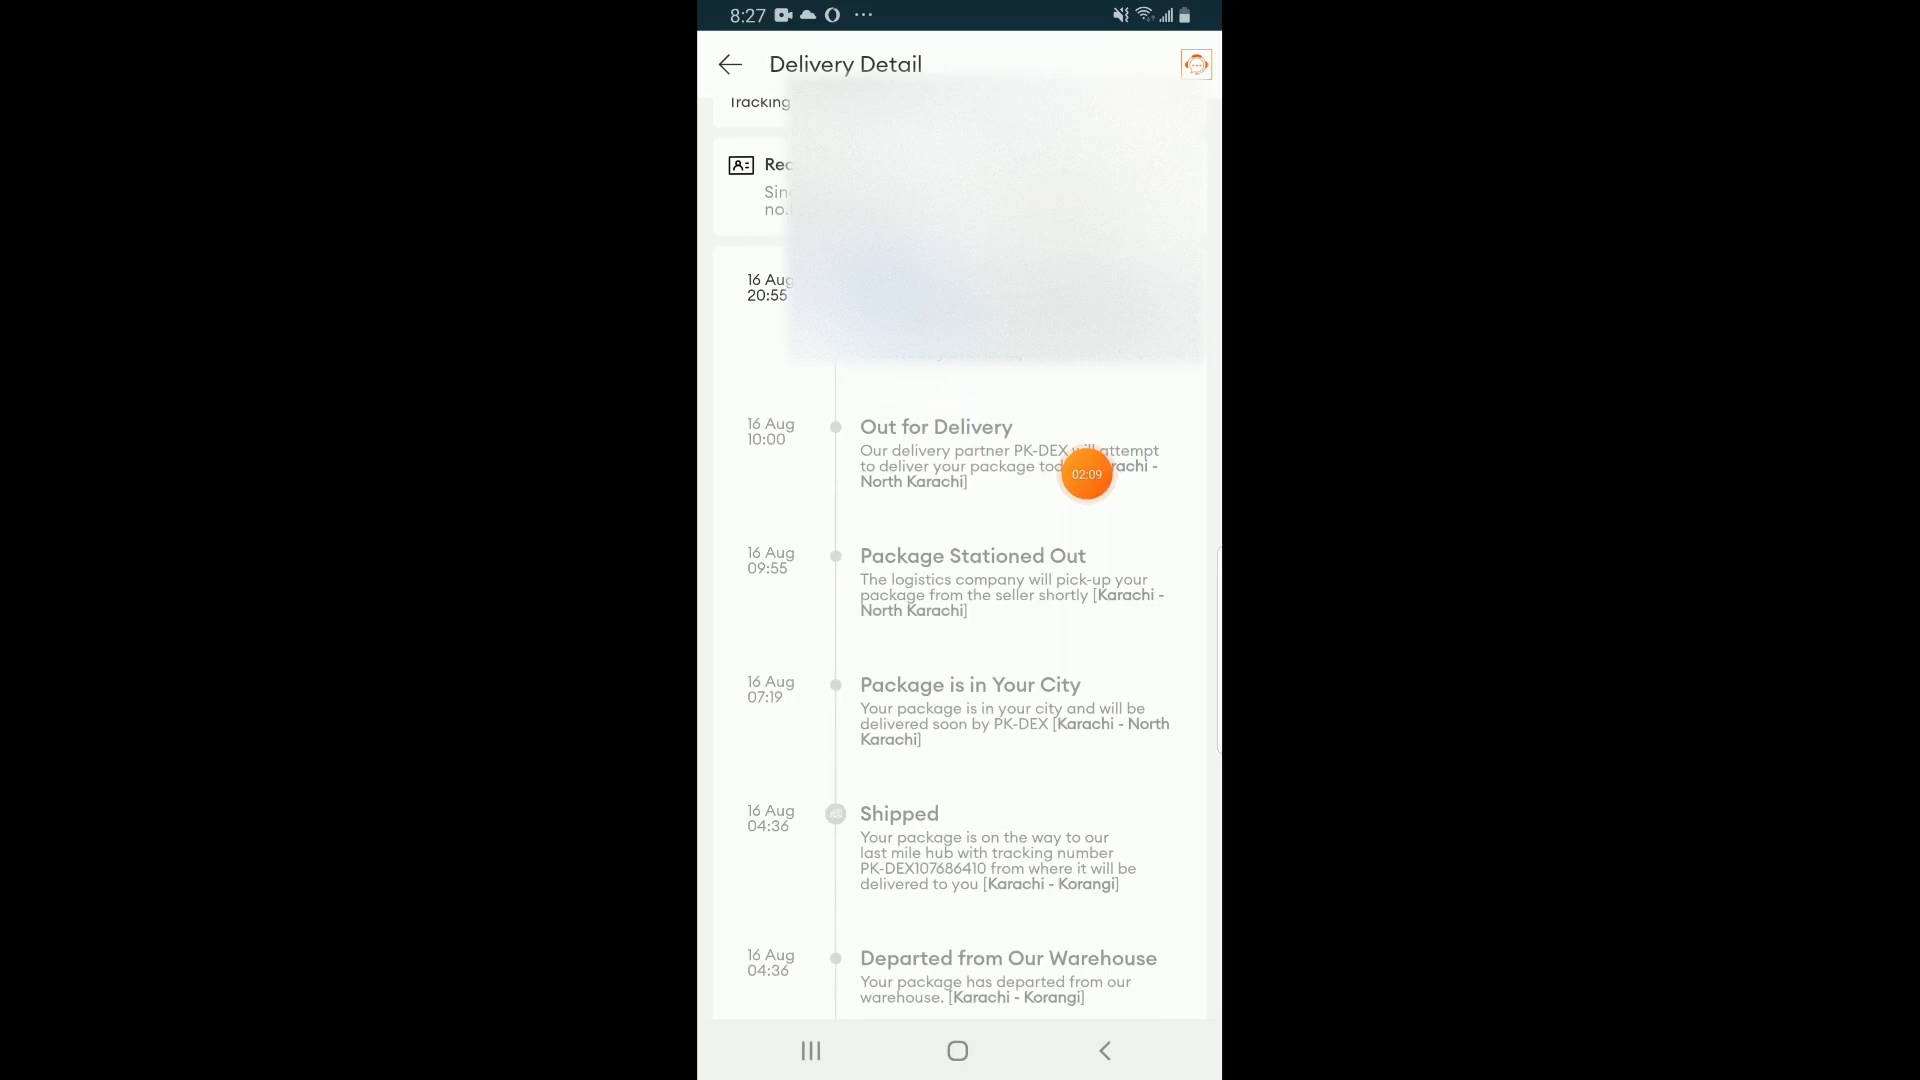 8:27
Delivery Detail
Tracking
Rec
Sin
no.
16 Aug
20:55
16 Aug
10:00
Out for Delivery
Our delivery partner PK-DEX will attempt
to deliver your package tod rachi -
North Karachi]
02:09
16 Aug
09:55
Package Stationed Out
The logistics company will pick-up your
package from the seller shortly [Karachi -
North Karachi]
16 Aug
07:19
Package is in Your City
Your package is in your city and will be
delivered soon by PK-DEX [Karachi - North
Karachi]
16 Aug
04:36
Shipped
Your package is on the way to our
last mile hub with tracking number
PK-DEX107686410 from where it will be
delivered to you [Karachi - Korangi]
16 Aug
04:36
Departed from Our Warehouse
Your package has departed from our
warehouse. [Karachi - Korangi]